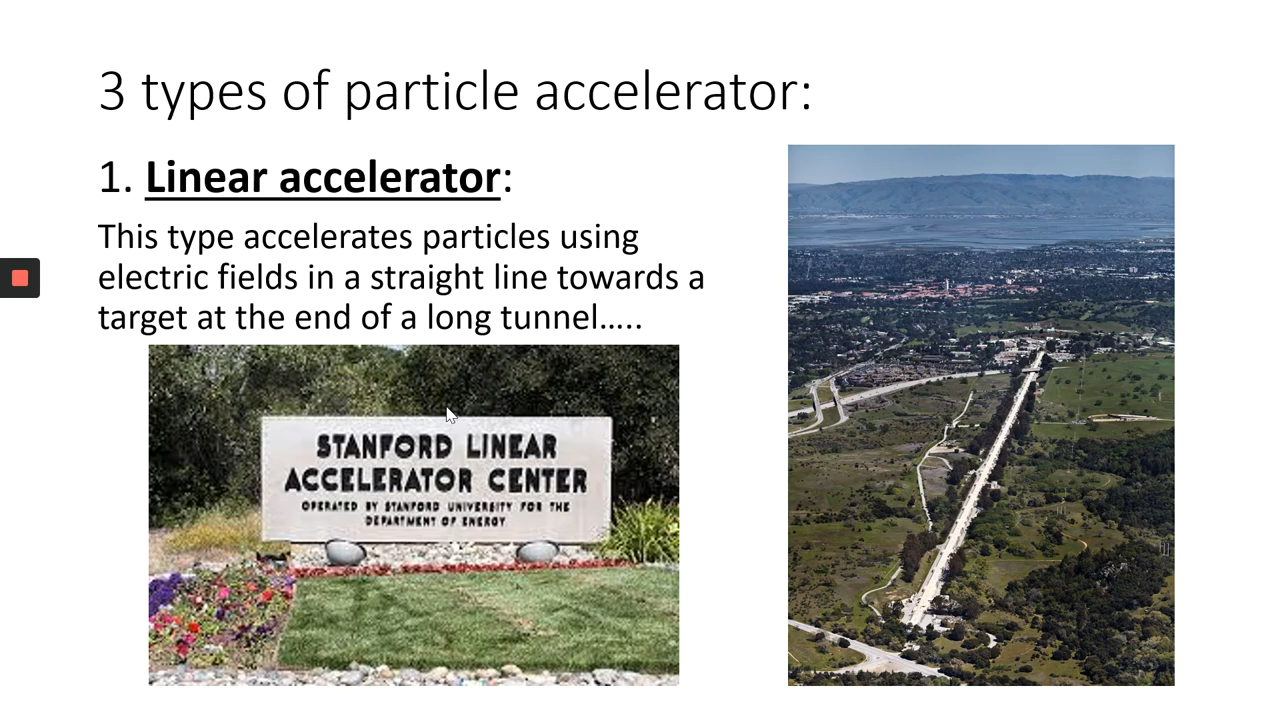 3 types of particle accelerator:
1. Linear accelerator:
This type accelerates particles using
electric fields in a straight line towards a
target at the end of a long tunnel…..
STANFORD LINEAR
ACCELERATOR CENTER
OPERATED BY STANFORD UNIVERSITY FOR THE
DEPARTMENT OF ENERGY